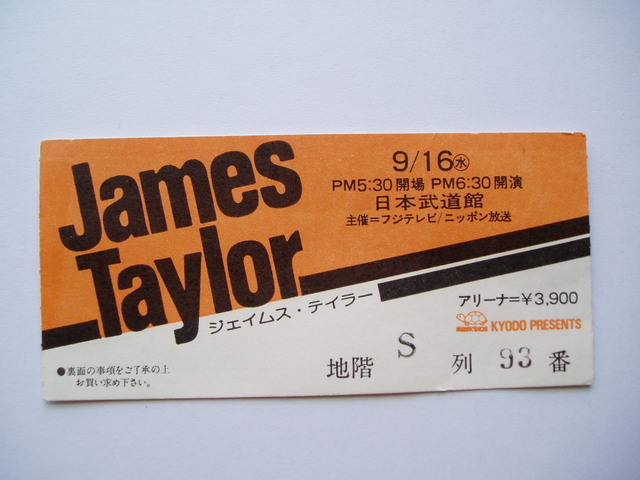 James
Taylor
ジェイムス・テイラー
9/16㊌
PM5:30開場 PM6:30開演
日本武道館
主催=フジテレビ/ニッポン放送
アリーナ=¥3,900
KYODO PRESENTS
地階 S 列 93 番
●裏面の事項をご了承の上
お買い求め下さい。